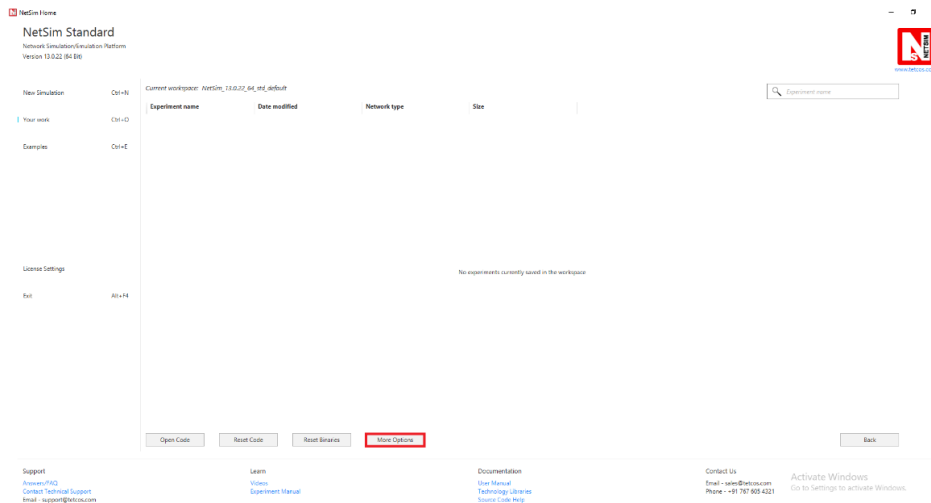 NetSim Home
NetSim Standard
Network Simulation/Emulation Platform
Version 13.0.22 (64 Bit)
NETSIM
www.tetcos.co
New Simulation Ctrl+N
Your work Ctrl+O
Examples Ctrl+E
License Settings
Exit Alt+F4
Current workspace: NetSim_13.0.22_64_std_default
Experiment name
Experiment name Date modified Network type Size
No experiments currently saved in the workspace
Open Code Reset Code Reset Binaries More Options Back
Support
Answers/FAQ
Contact Technical Support
Email - support@tetcos.com
Learn
Videos
Experiment Manual
Documentation
User Manual
Technology Libraries
Source Code Help
Contact Us
Email - sales@tetcos.com
Phone - +91 767 605 4321
Activate Windows
Go to Settings to activate Windows.